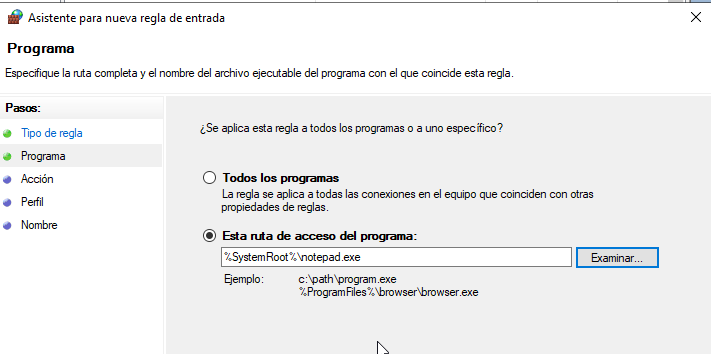 Asistente para nueva regla de entrada
Programa
Especifique la ruta completa y el nombre del archivo ejecutable del programa con el que coincide esta regla.
Pasos:
Tipo de regla
Programa
Acción
Perfil
Nombre
¿Se aplica esta regla a todos los programas o a uno específico?
Todos los programas
La regla se aplica a todas las conexiones en el equipo que coinciden con otras
propiedades de reglas.
Esta ruta de acceso del programa:
%SystemRoot%\notepad.exe
Examinar...
Ejemplo: c:\path\program.exe
%ProgramFiles%\browser\browser.exe